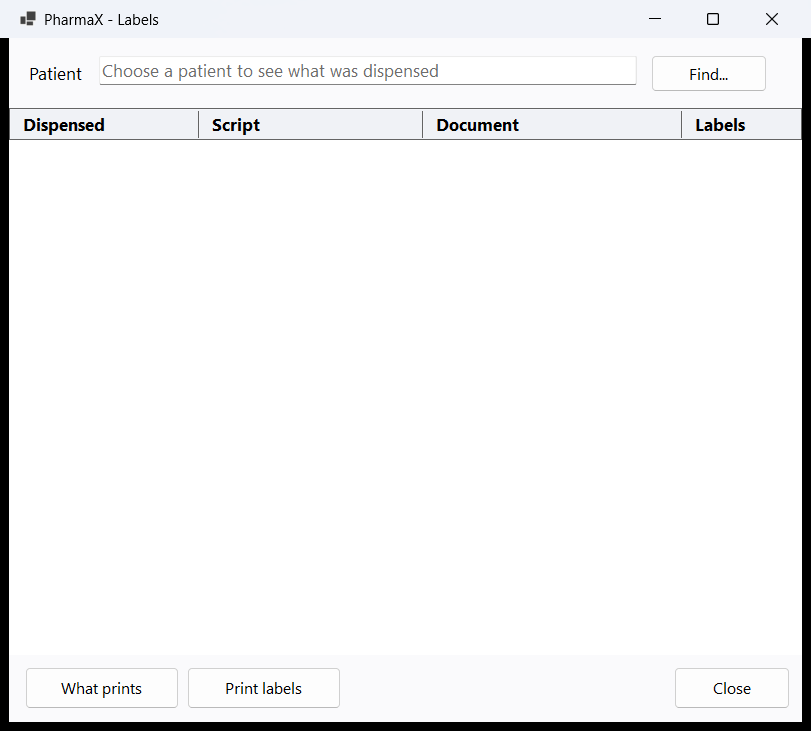 PharmaX - Labels
Patient
Choose a patient to see what was dispensed
Find...
Dispensed Script Document Labels
What prints Print labels Close